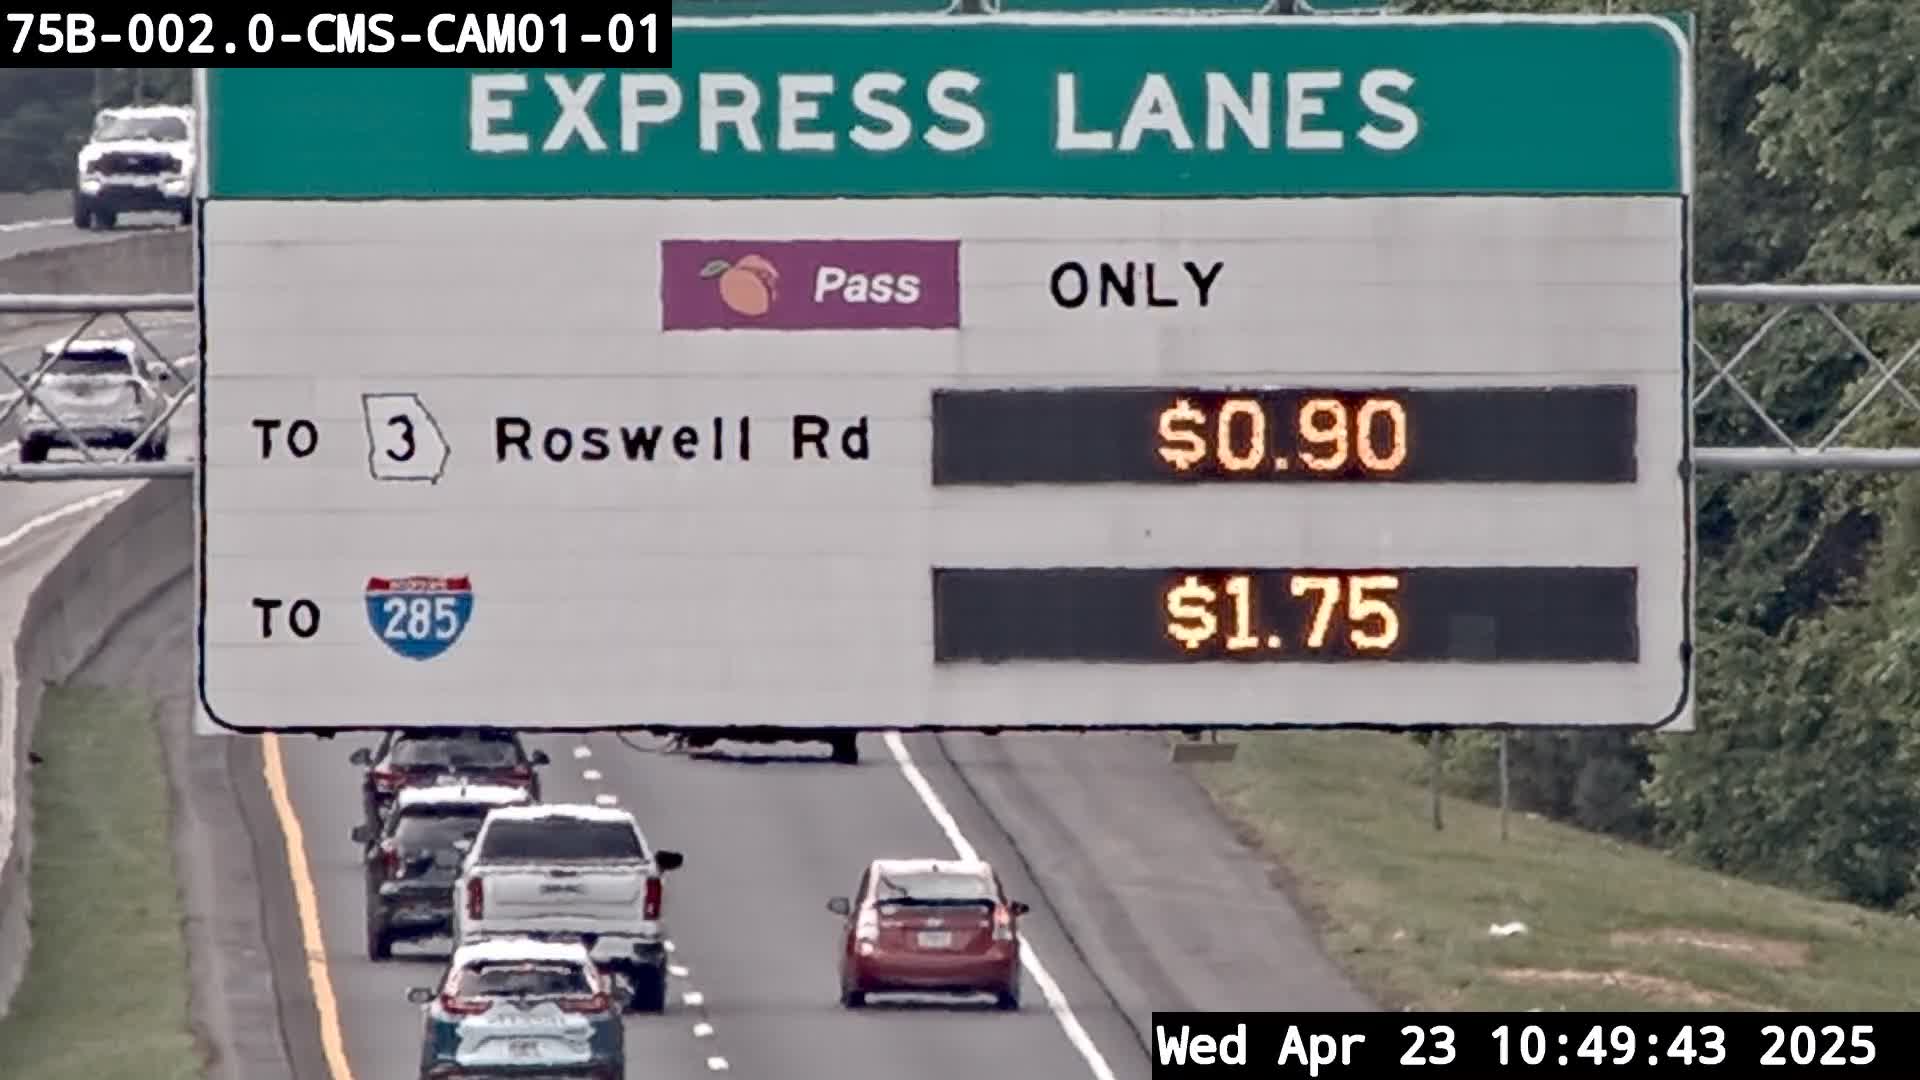 75B-002.0-CMS-CAM01-01
EXPRESS LANES
Pass ONLY
TO 3 Roswell Rd $0.90
TO 285 $1.75
Wed Apr 23 10:49:43 2025